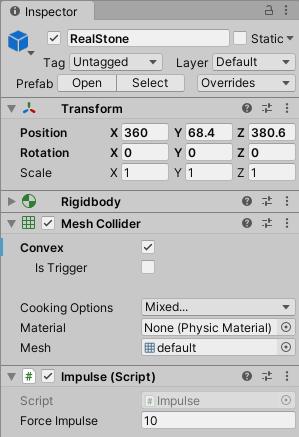 Inspector
RealStone Static
Tag Untagged Layer Default
Prefab Open Select Overrides
Transform
Position X 360 Y 68.4 Z 380.6
Rotation X 0 Y 0 Z 0
Scale X 1 Y 1 Z 1
Rigidbody
Mesh Collider
Convex
Is Trigger
Cooking Options Mixed...
Material None (Physic Material)
Mesh default
Impulse (Script)
Script Impulse
Force Impulse 10